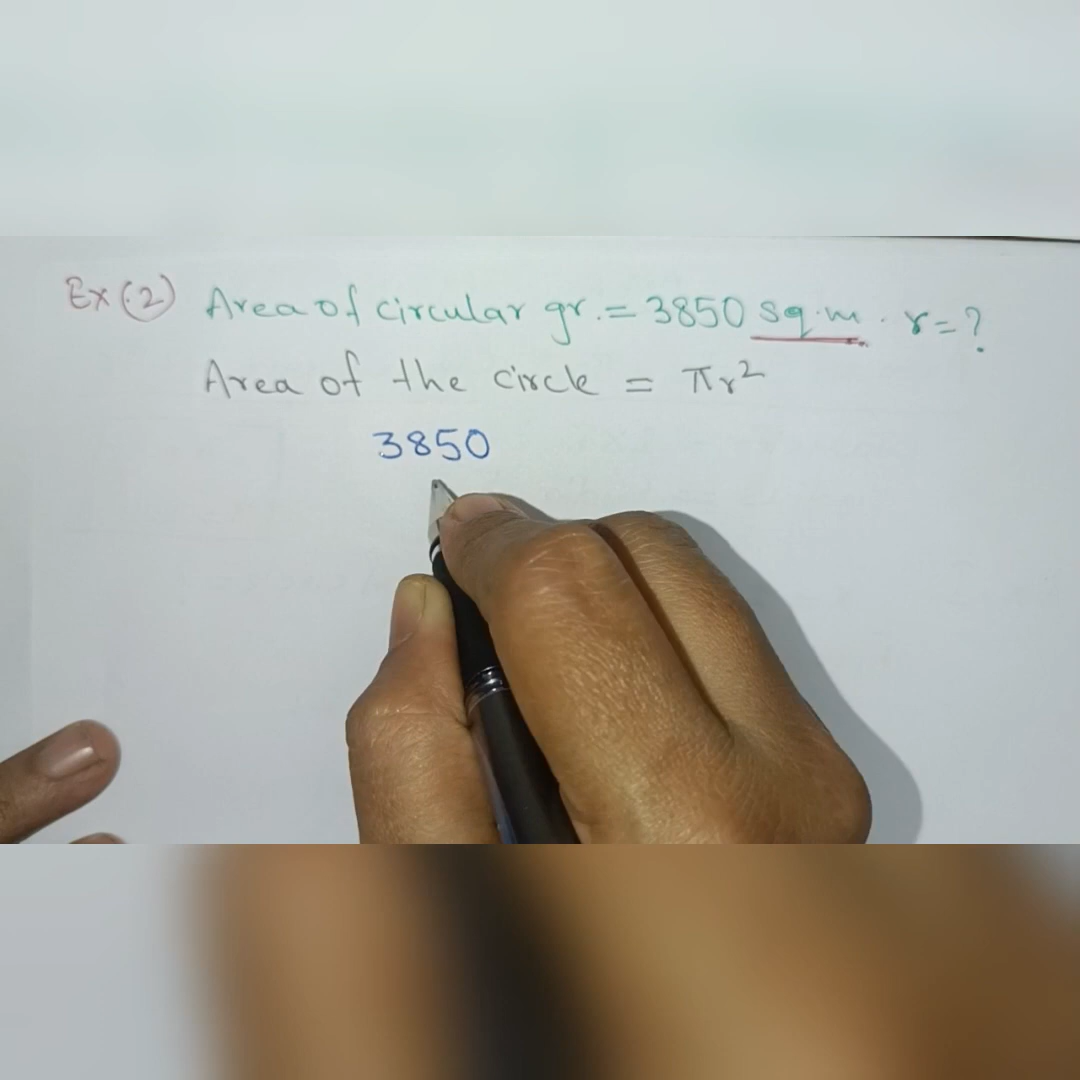 Ex(2) Area of circular gr. = 3850 sq.m. r = ?
Area of the circle = πr²
3850